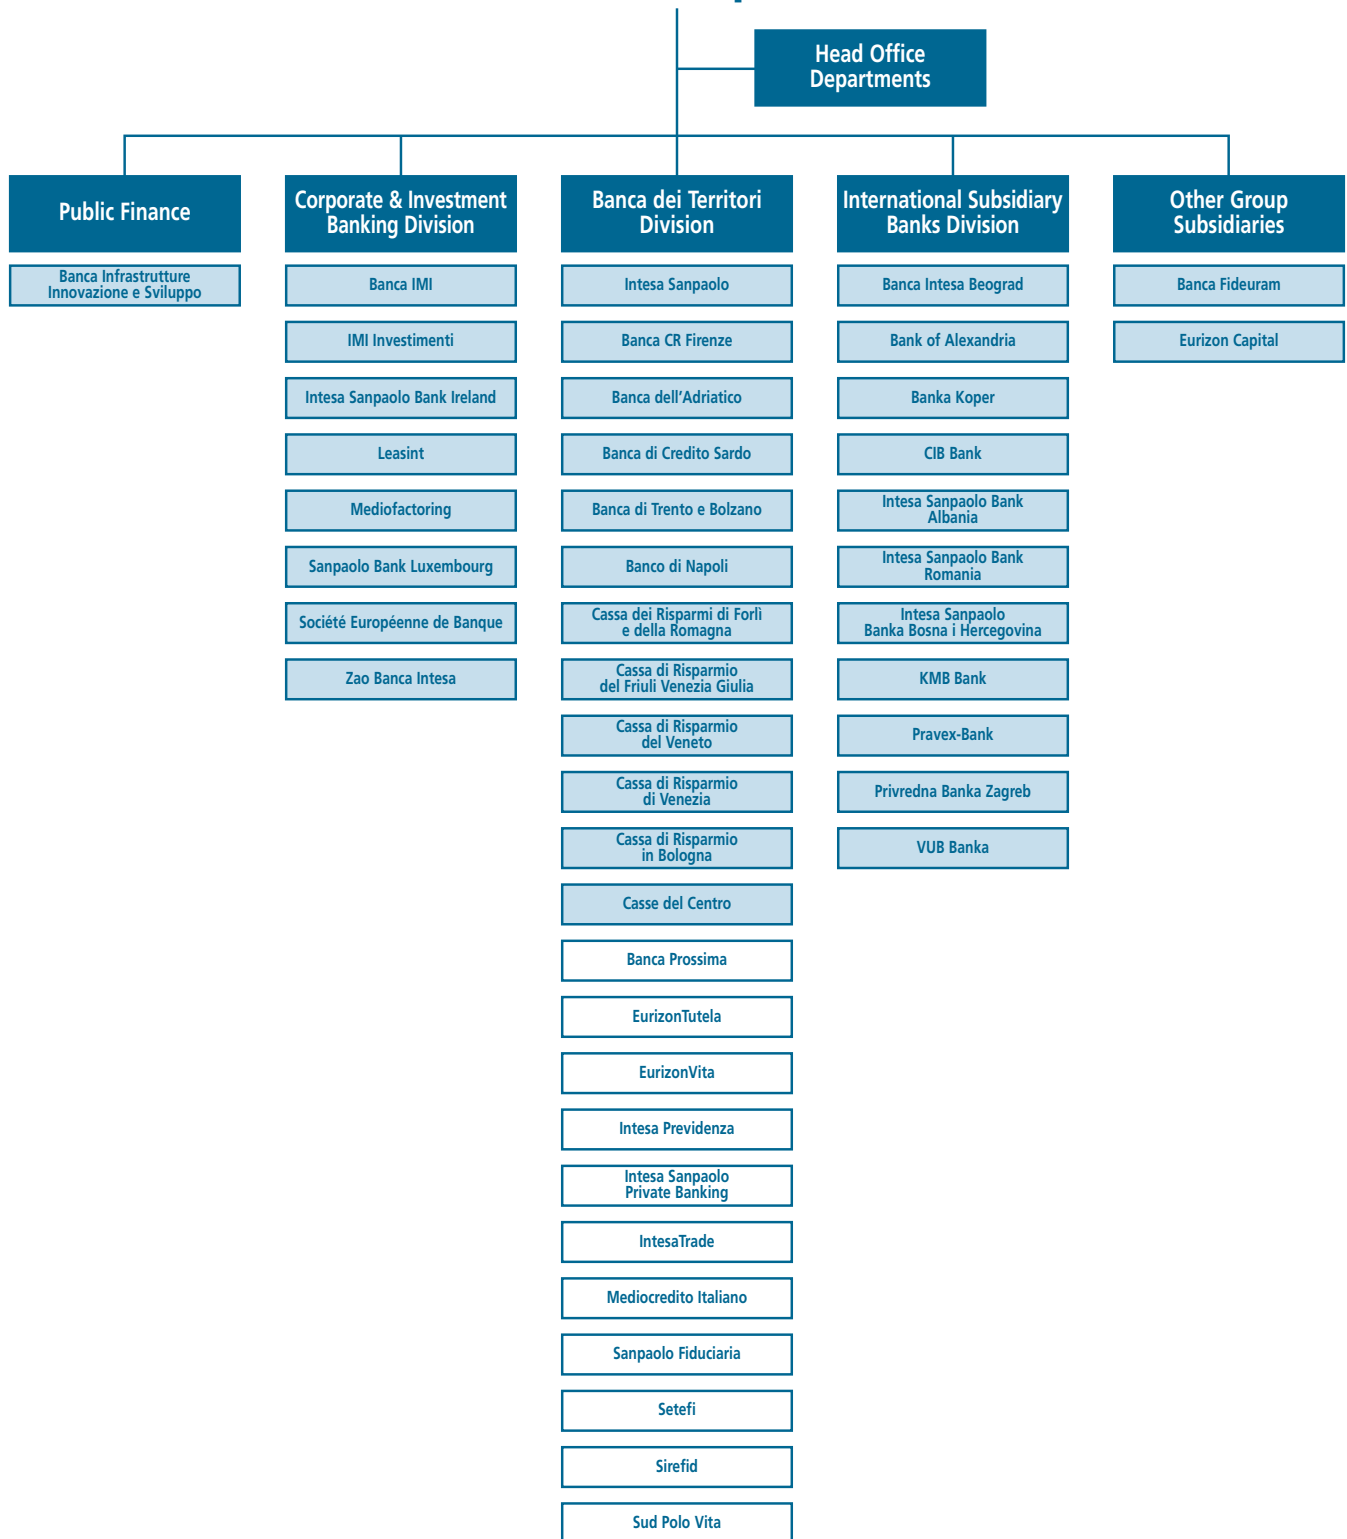 Head Office
Departments
Public Finance
Banca Infrastrutture
Innovazione e Sviluppo
Corporate & Investment
Banking Division
Banca IMI
IMI Investimenti
Intesa Sanpaolo Bank Ireland
Leasint
Mediofactoring
Sanpaolo Bank Luxembourg
Société Européenne de Banque
Zao Banca Intesa
Banca dei Territori
Division
Intesa Sanpaolo
Banca CR Firenze
Banca dell’Adriatico
Banca di Credito Sardo
Banca di Trento e Bolzano
Banco di Napoli
Cassa dei Risparmi di Forlì
e della Romagna
Cassa di Risparmio
del Friuli Venezia Giulia
Cassa di Risparmio
del Veneto
Cassa di Risparmio
di Venezia
Cassa di Risparmio
in Bologna
Casse del Centro
Banca Prossima
EurizonTutela
EurizonVita
Intesa Previdenza
Intesa Sanpaolo
Private Banking
IntesaTrade
Mediocredito Italiano
Sanpaolo Fiduciaria
Setefi
Sirefid
Sud Polo Vita
International Subsidiary
Banks Division
Banca Intesa Beograd
Bank of Alexandria
Banka Koper
CIB Bank
Intesa Sanpaolo Bank
Albania
Intesa Sanpaolo Bank
Romania
Intesa Sanpaolo
Banka Bosna i Hercegovina
KMB Bank
Pravex-Bank
Privredna Banka Zagreb
VUB Banka
Other Group
Subsidiaries
Banca Fideuram
Eurizon Capital